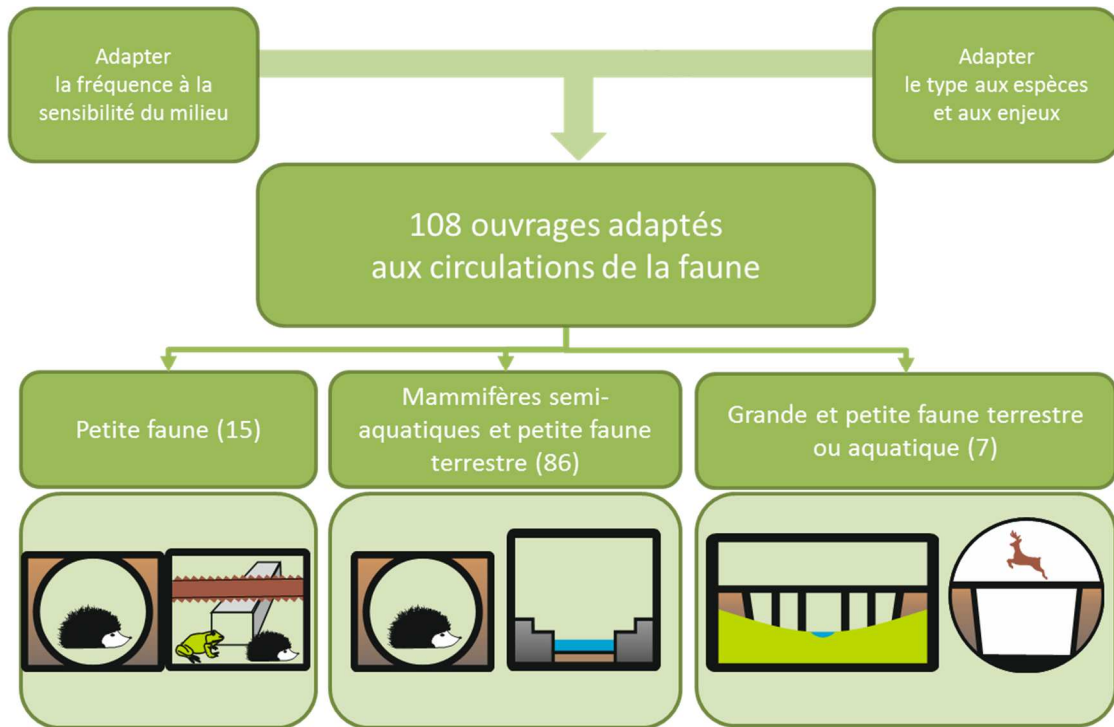 Adapter
la fréquence à la
sensibilité du milieu
Adapter
le type aux espèces
et aux enjeux
108 ouvrages adaptés
aux circulations de la faune
Petite faune (15)
Mammifères semi-
aquatiques et petite faune
terrestre (86)
Grande et petite faune terrestre
ou aquatique (7)